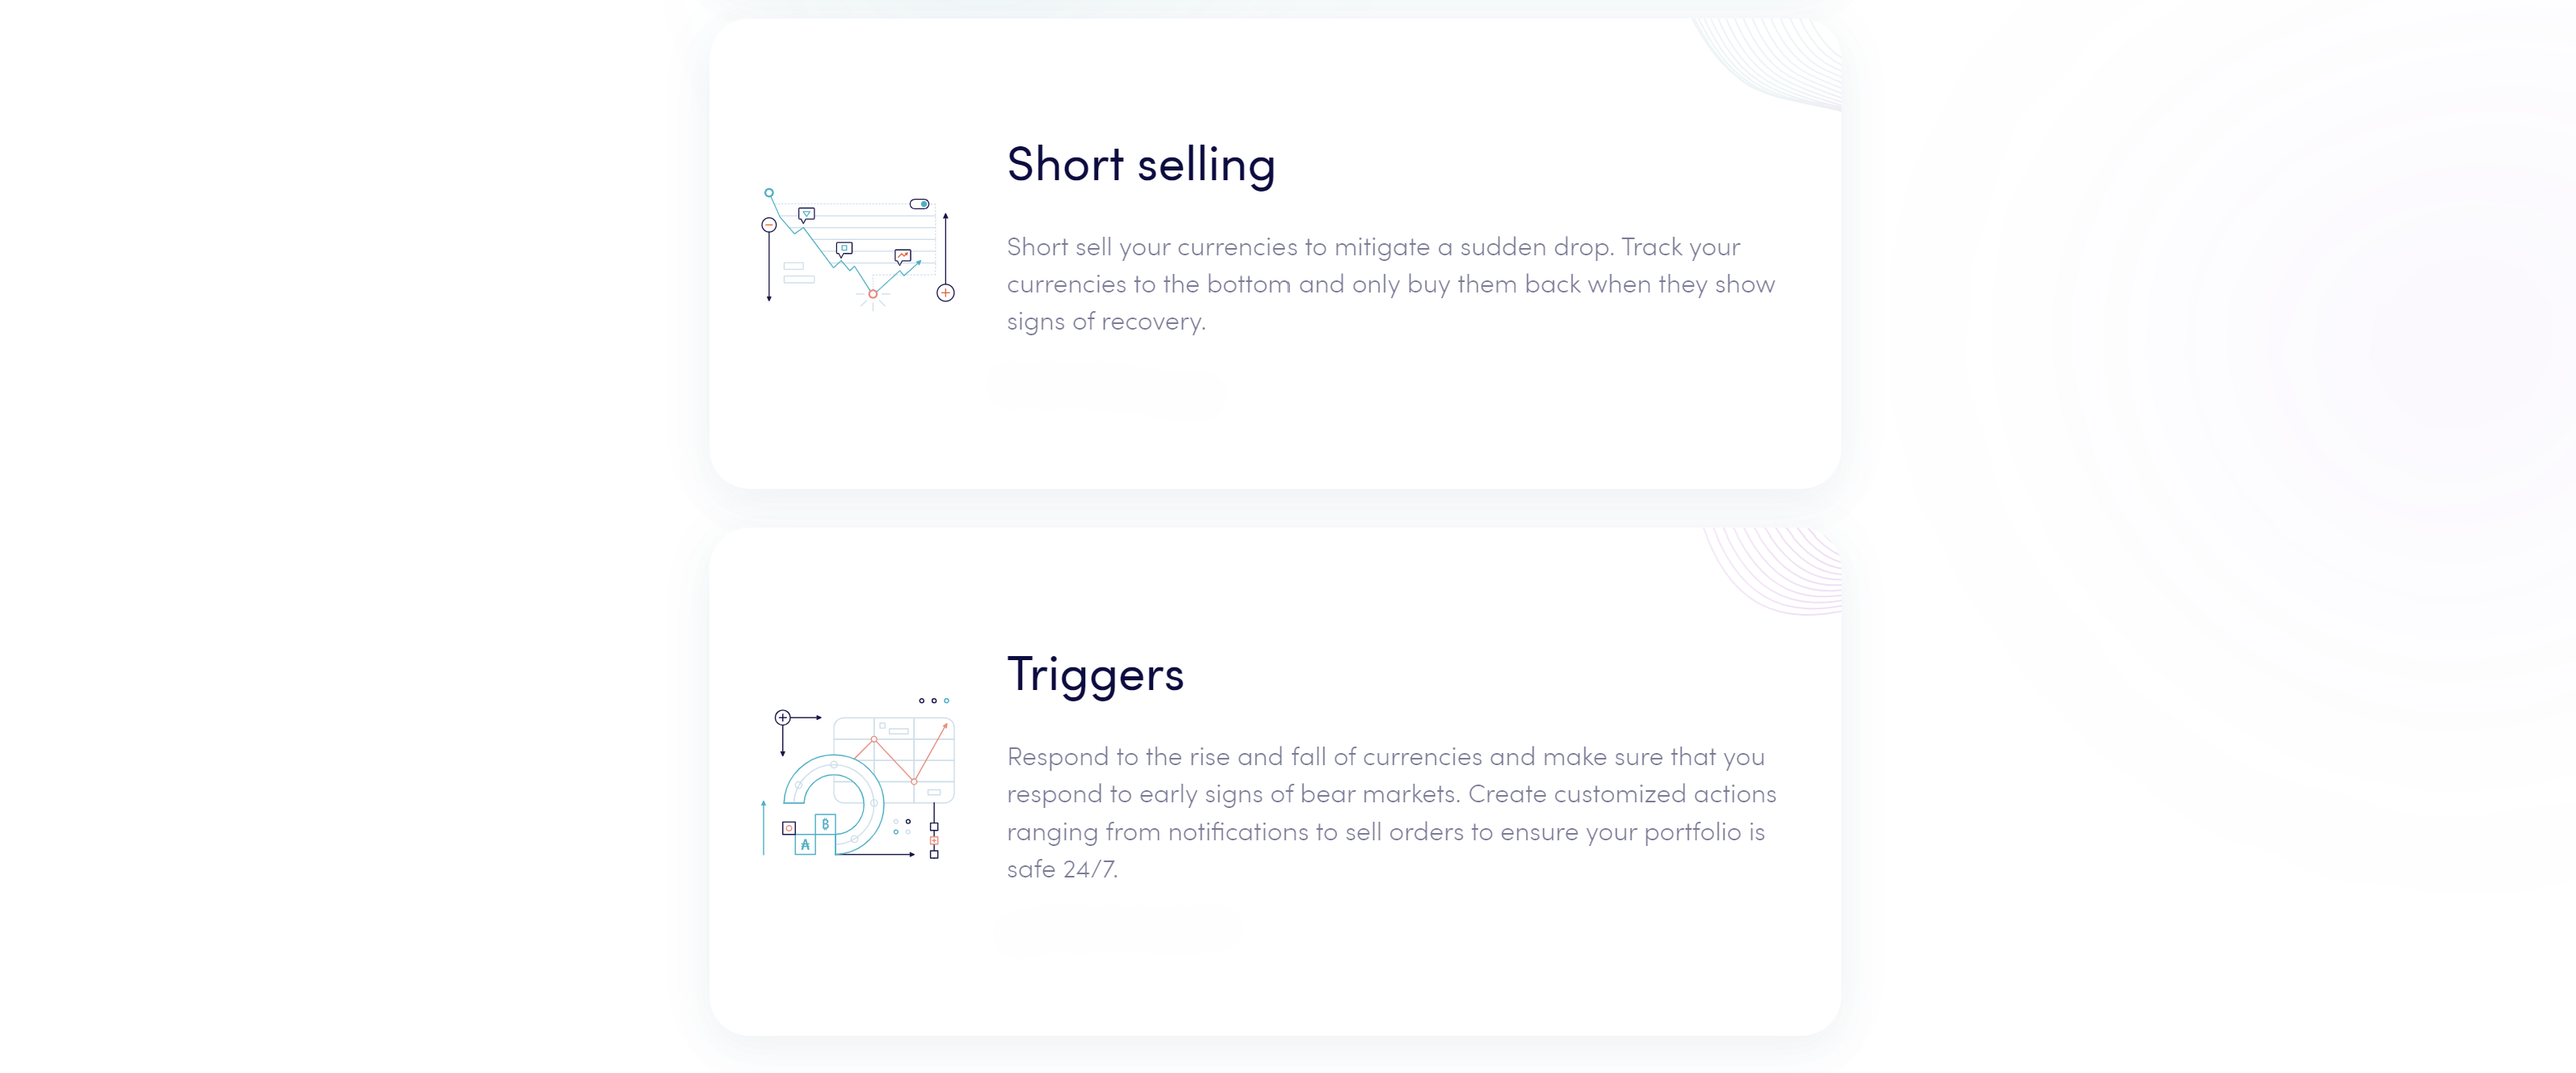 Short selling
Short sell your currencies to mitigate a sudden drop. Track your
currencies to the bottom and only buy them back when they show
signs of recovery.
Triggers
Respond to the rise and fall of currencies and make sure that you
respond to early signs of bear markets. Create customized actions
ranging from notifications to sell orders to ensure your portfolio is
safe 24/7.